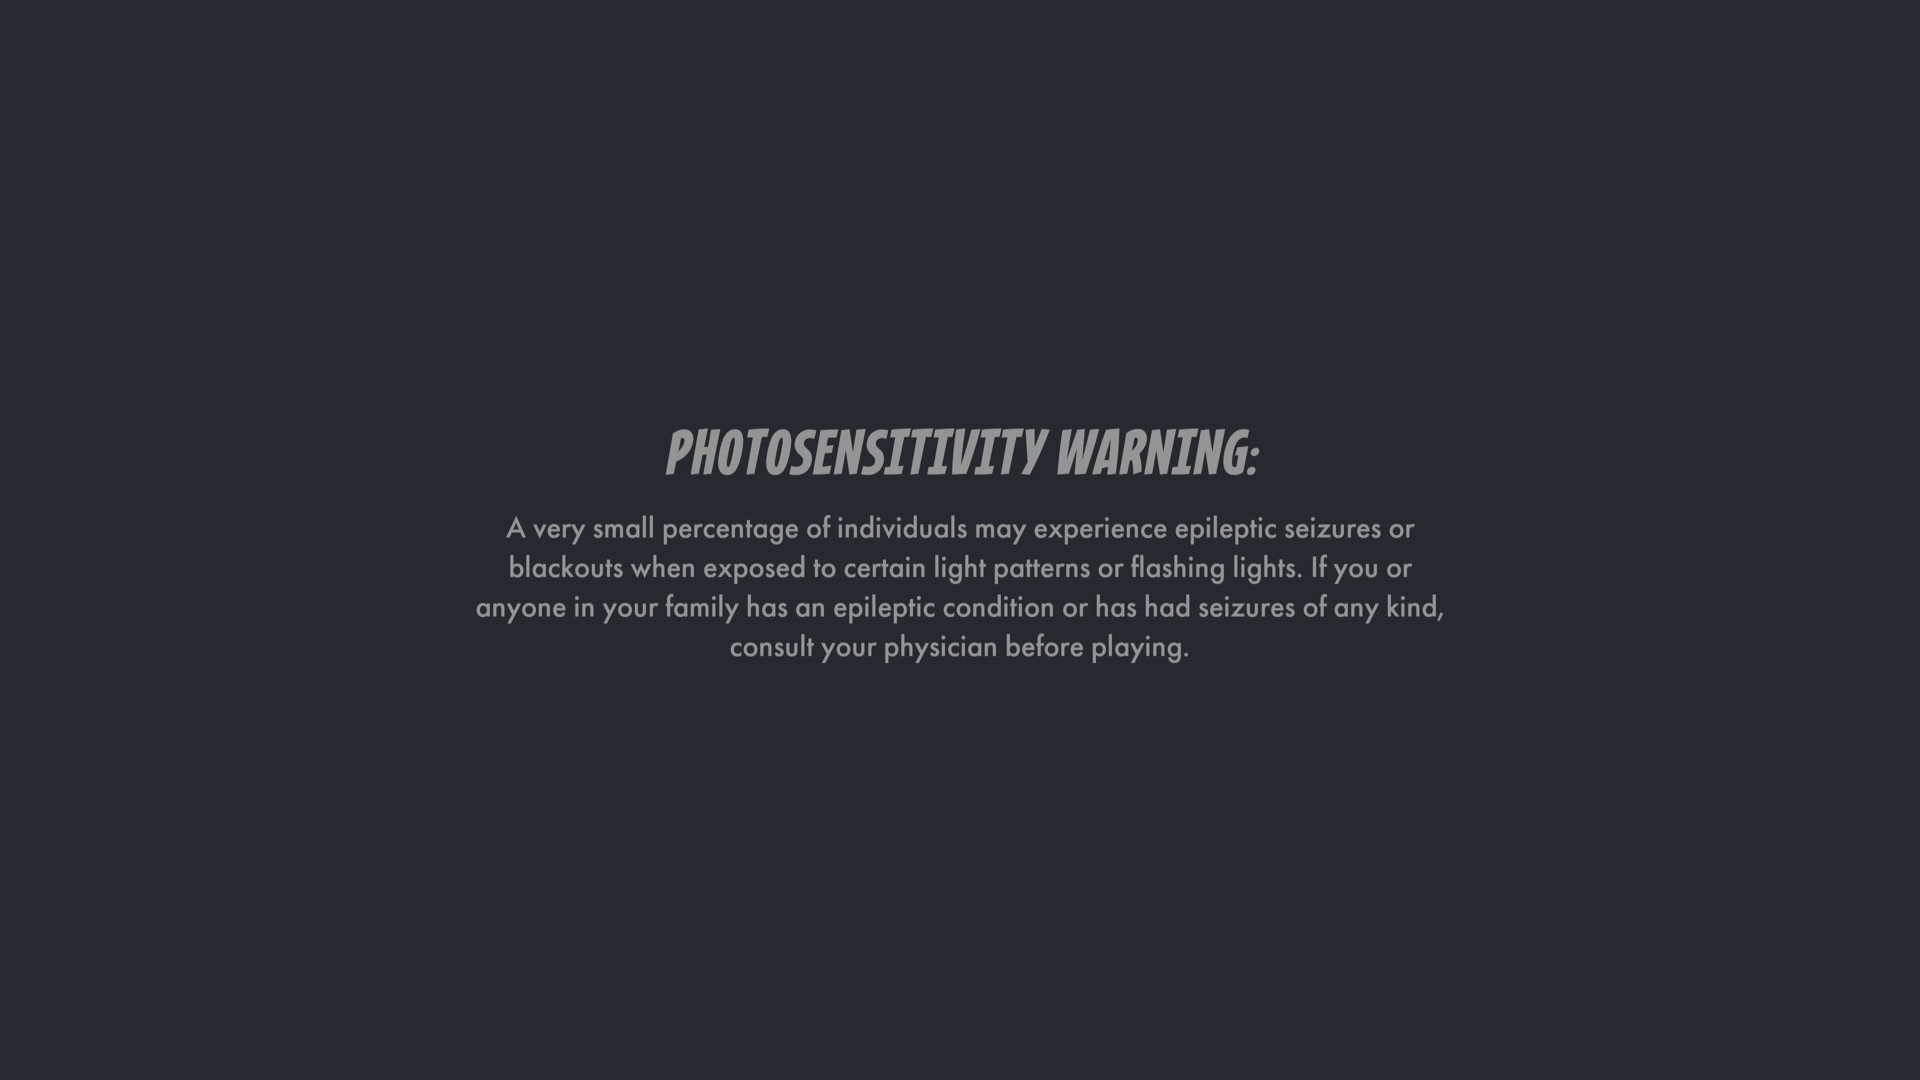 PHOTOSENSITIVITY WARNING:
A very small percentage of individuals may experience epileptic seizures or
blackouts when exposed to certain light patterns or flashing lights. If you or
anyone in your family has an epileptic condition or has had seizures of any kind,
consult your physician before playing.